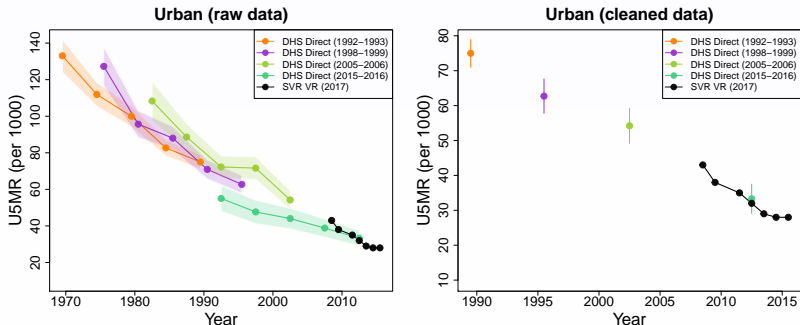 Urban (raw data)
U5MR (per 1000)
140
120
100
80
60
40
20
DHS Direct (1992–1993)
DHS Direct (1998–1999)
DHS Direct (2005–2006)
DHS Direct (2015–2016)
SVR VR (2017)
1970 1980 1990 2000 2010
Year
Urban (cleaned data)
U5MR (per 1000)
80
70
60
50
40
30
20
10
DHS Direct (1992–1993)
DHS Direct (1998–1999)
DHS Direct (2005–2006)
DHS Direct (2015–2016)
SVR VR (2017)
1990 1995 2000 2005 2010 2015
Year